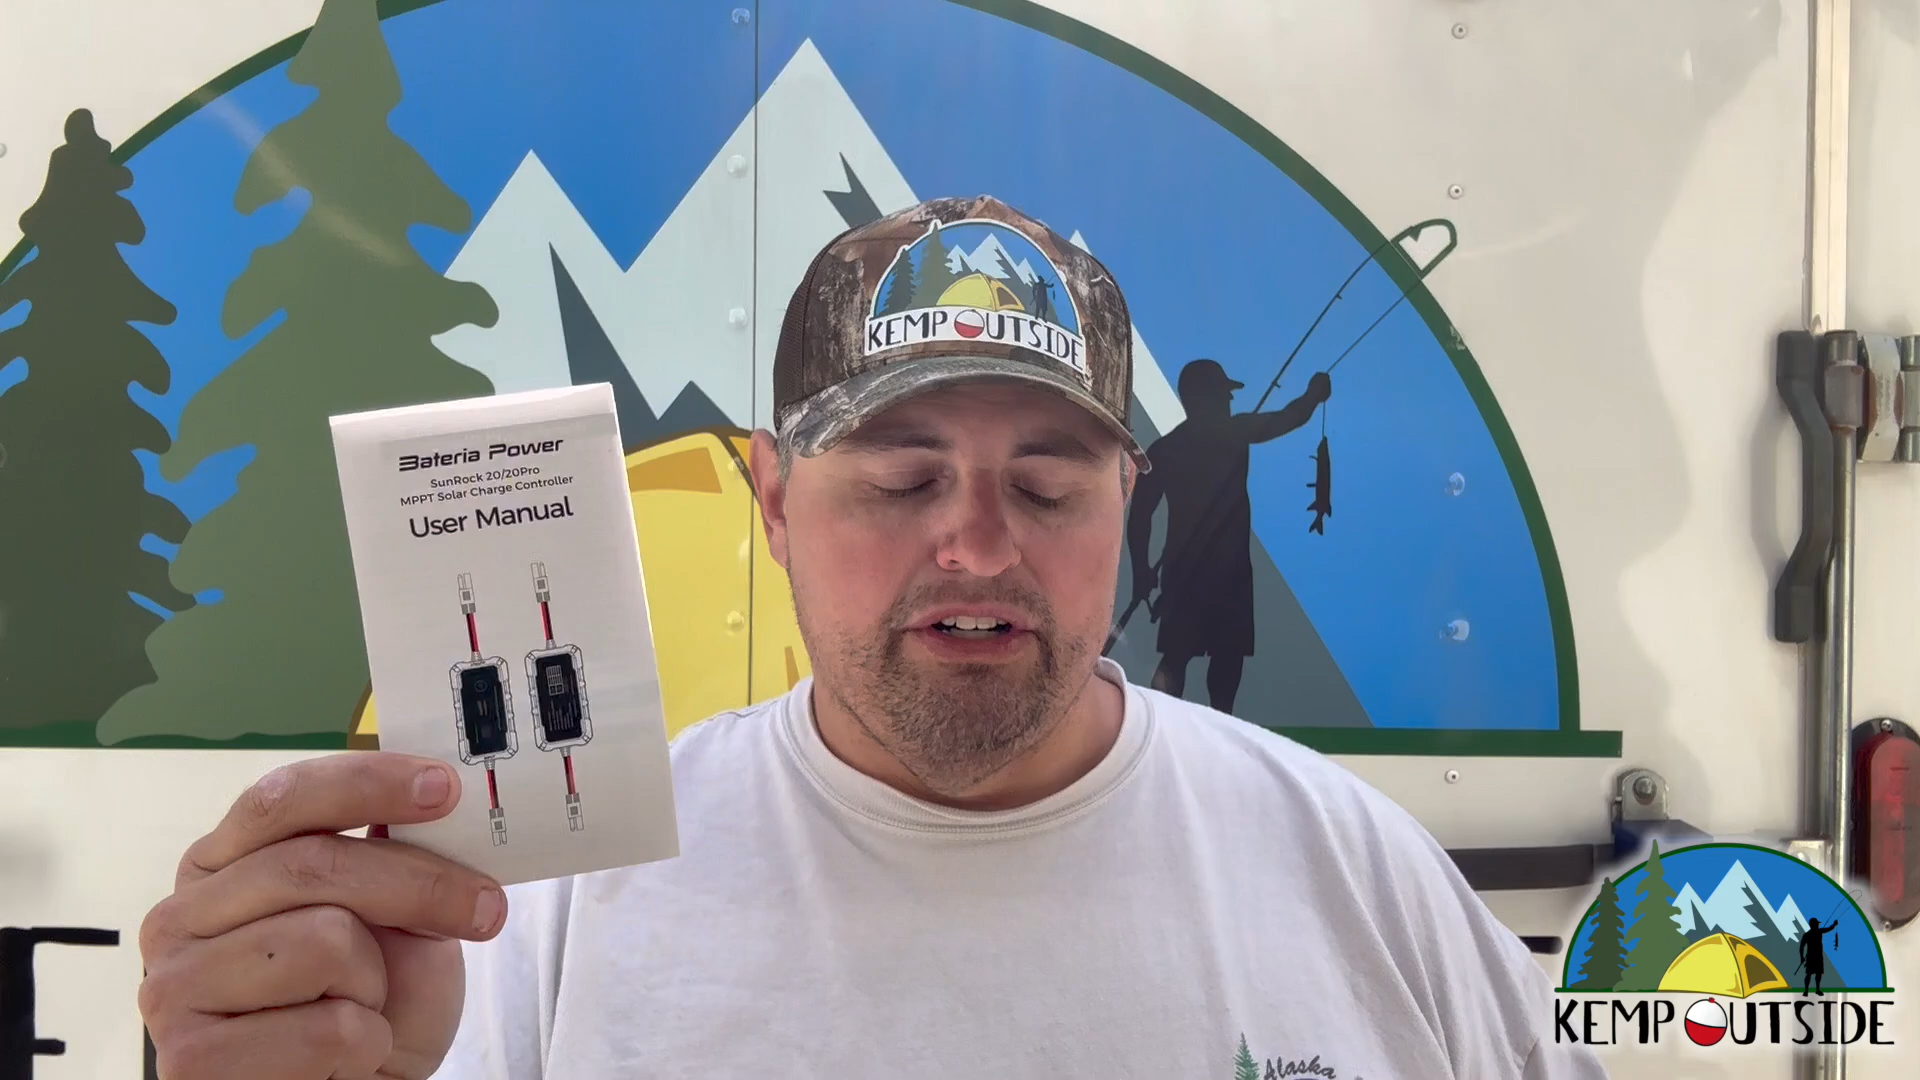 Bateria Power
SunRock 20/20Pro
MPPT Solar Charge Controller
User Manual
KEMP OUTSIDE
Alaska
KEMP OUTSIDE